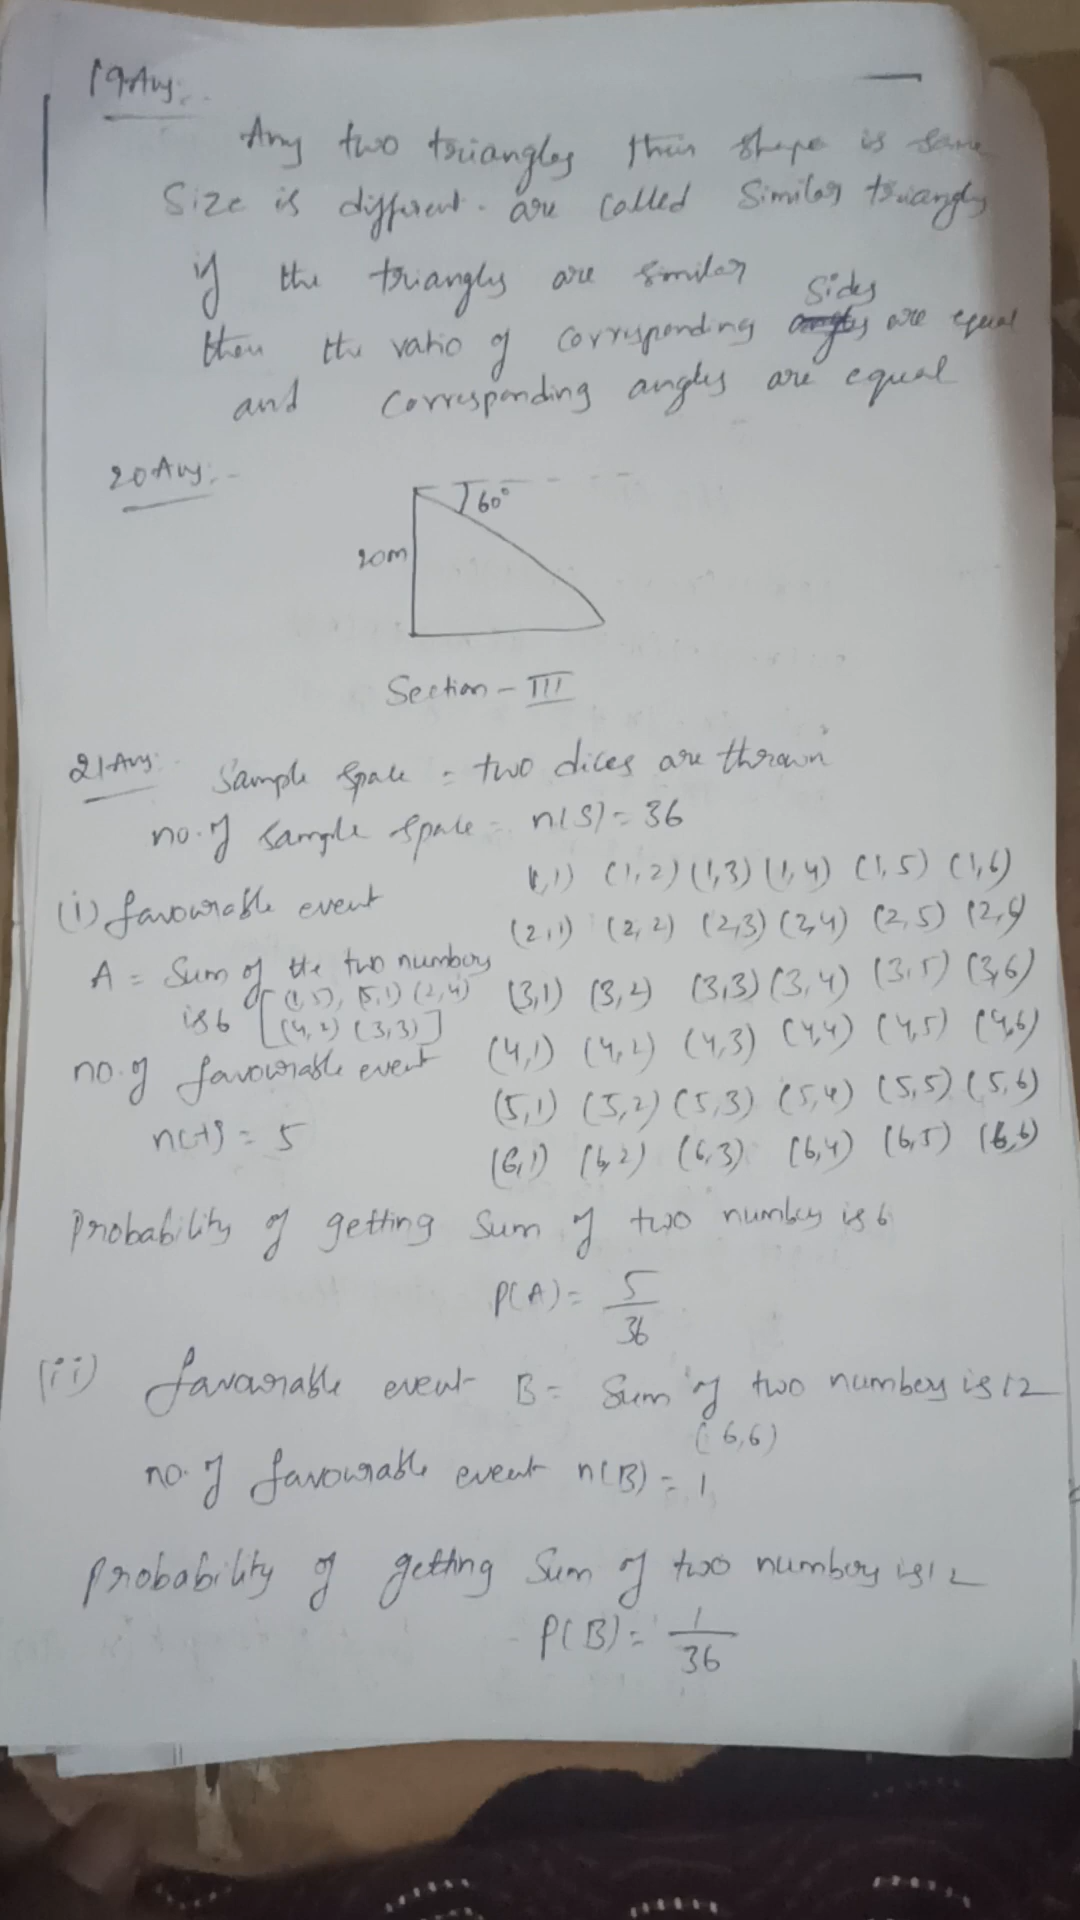 19 Ans:-
Any two triangles their shape is same
Size is different. are called Similar triangles
if the triangles are similar
Sides
then the ratio of corresponding angles are equal
and corresponding angles are equal
20 Ans:-
60°
20m
Section - III
21 Ans:- Sample space = two dices are thrown
no. of sample space = n(S) = 36
(i) favourable event
A = Sum of the two numbers
is 6 [(1,5), (5,1) (2,4)
(4,2) (3,3)]
no. of favourable event
n(A) = 5
(1,1) (1,2) (1,3) (1,4) (1,5) (1,6)
(2,1) (2,2) (2,3) (2,4) (2,5) (2,6)
(3,1) (3,2) (3,3) (3,4) (3,5) (3,6)
(4,1) (4,2) (4,3) (4,4) (4,5) (4,6)
(5,1) (5,2) (5,3) (5,4) (5,5) (5,6)
(6,1) (6,2) (6,3) (6,4) (6,5) (6,6)
Probability of getting Sum of two numbers is 6
P(A) = 5/36
(ii) favourable event B = Sum of two numbers is 12
(6,6)
no. of favourable event n(B) = 1
probability of getting Sum of two numbers is 12
P(B) = 1/36